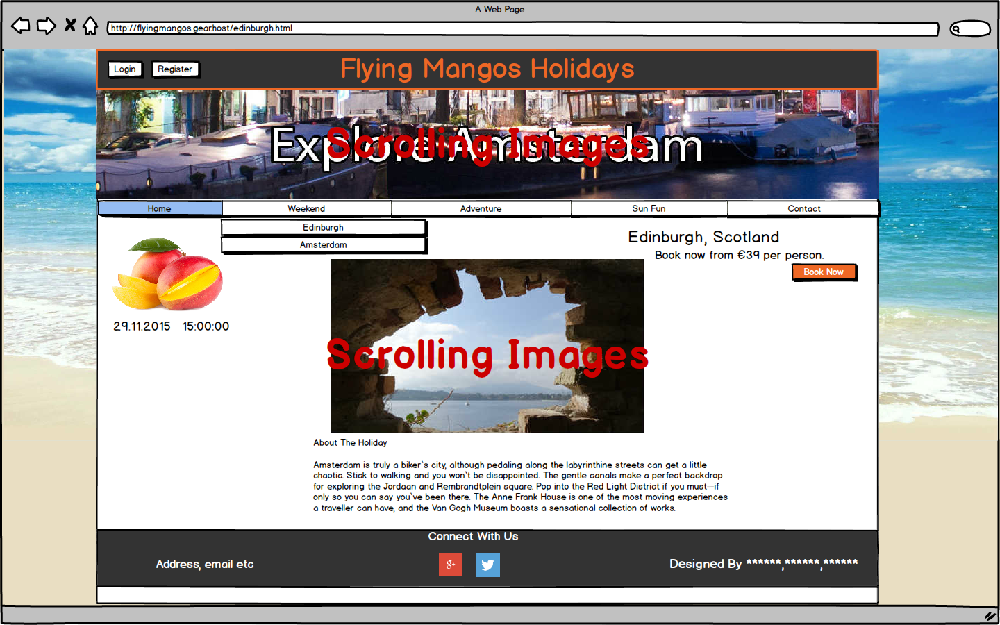 A Web Page
http://flyingmangos.gear.host/edinburgh.html
Login
Register
Flying Mangos Holidays
Explore Amsterdam
Scrolling Images
Home
Weekend
Adventure
Sun Fun
Contact
Edinburgh
Amsterdam
Edinburgh, Scotland
Book now from €39 per person.
Book Now
29.11.2015 15:00:00
Scrolling Images
About The Holiday
Amsterdam is truly a biker`s city, although pedaling along the labyrinthine streets can get a little
chaotic. Stick to walking and you won`t be disappointed. The gentle canals make a perfect backdrop
for exploring the Jordaan and Rembrandtplein square. Pop into the Red Light District if you must—if
only so you can say you`ve been there. The Anne Frank House is one of the most moving experiences
a traveller can have, and the Van Gogh Museum boasts a sensational collection of works.
Connect With Us
Address, email etc
g+
Designed By ******,******,******